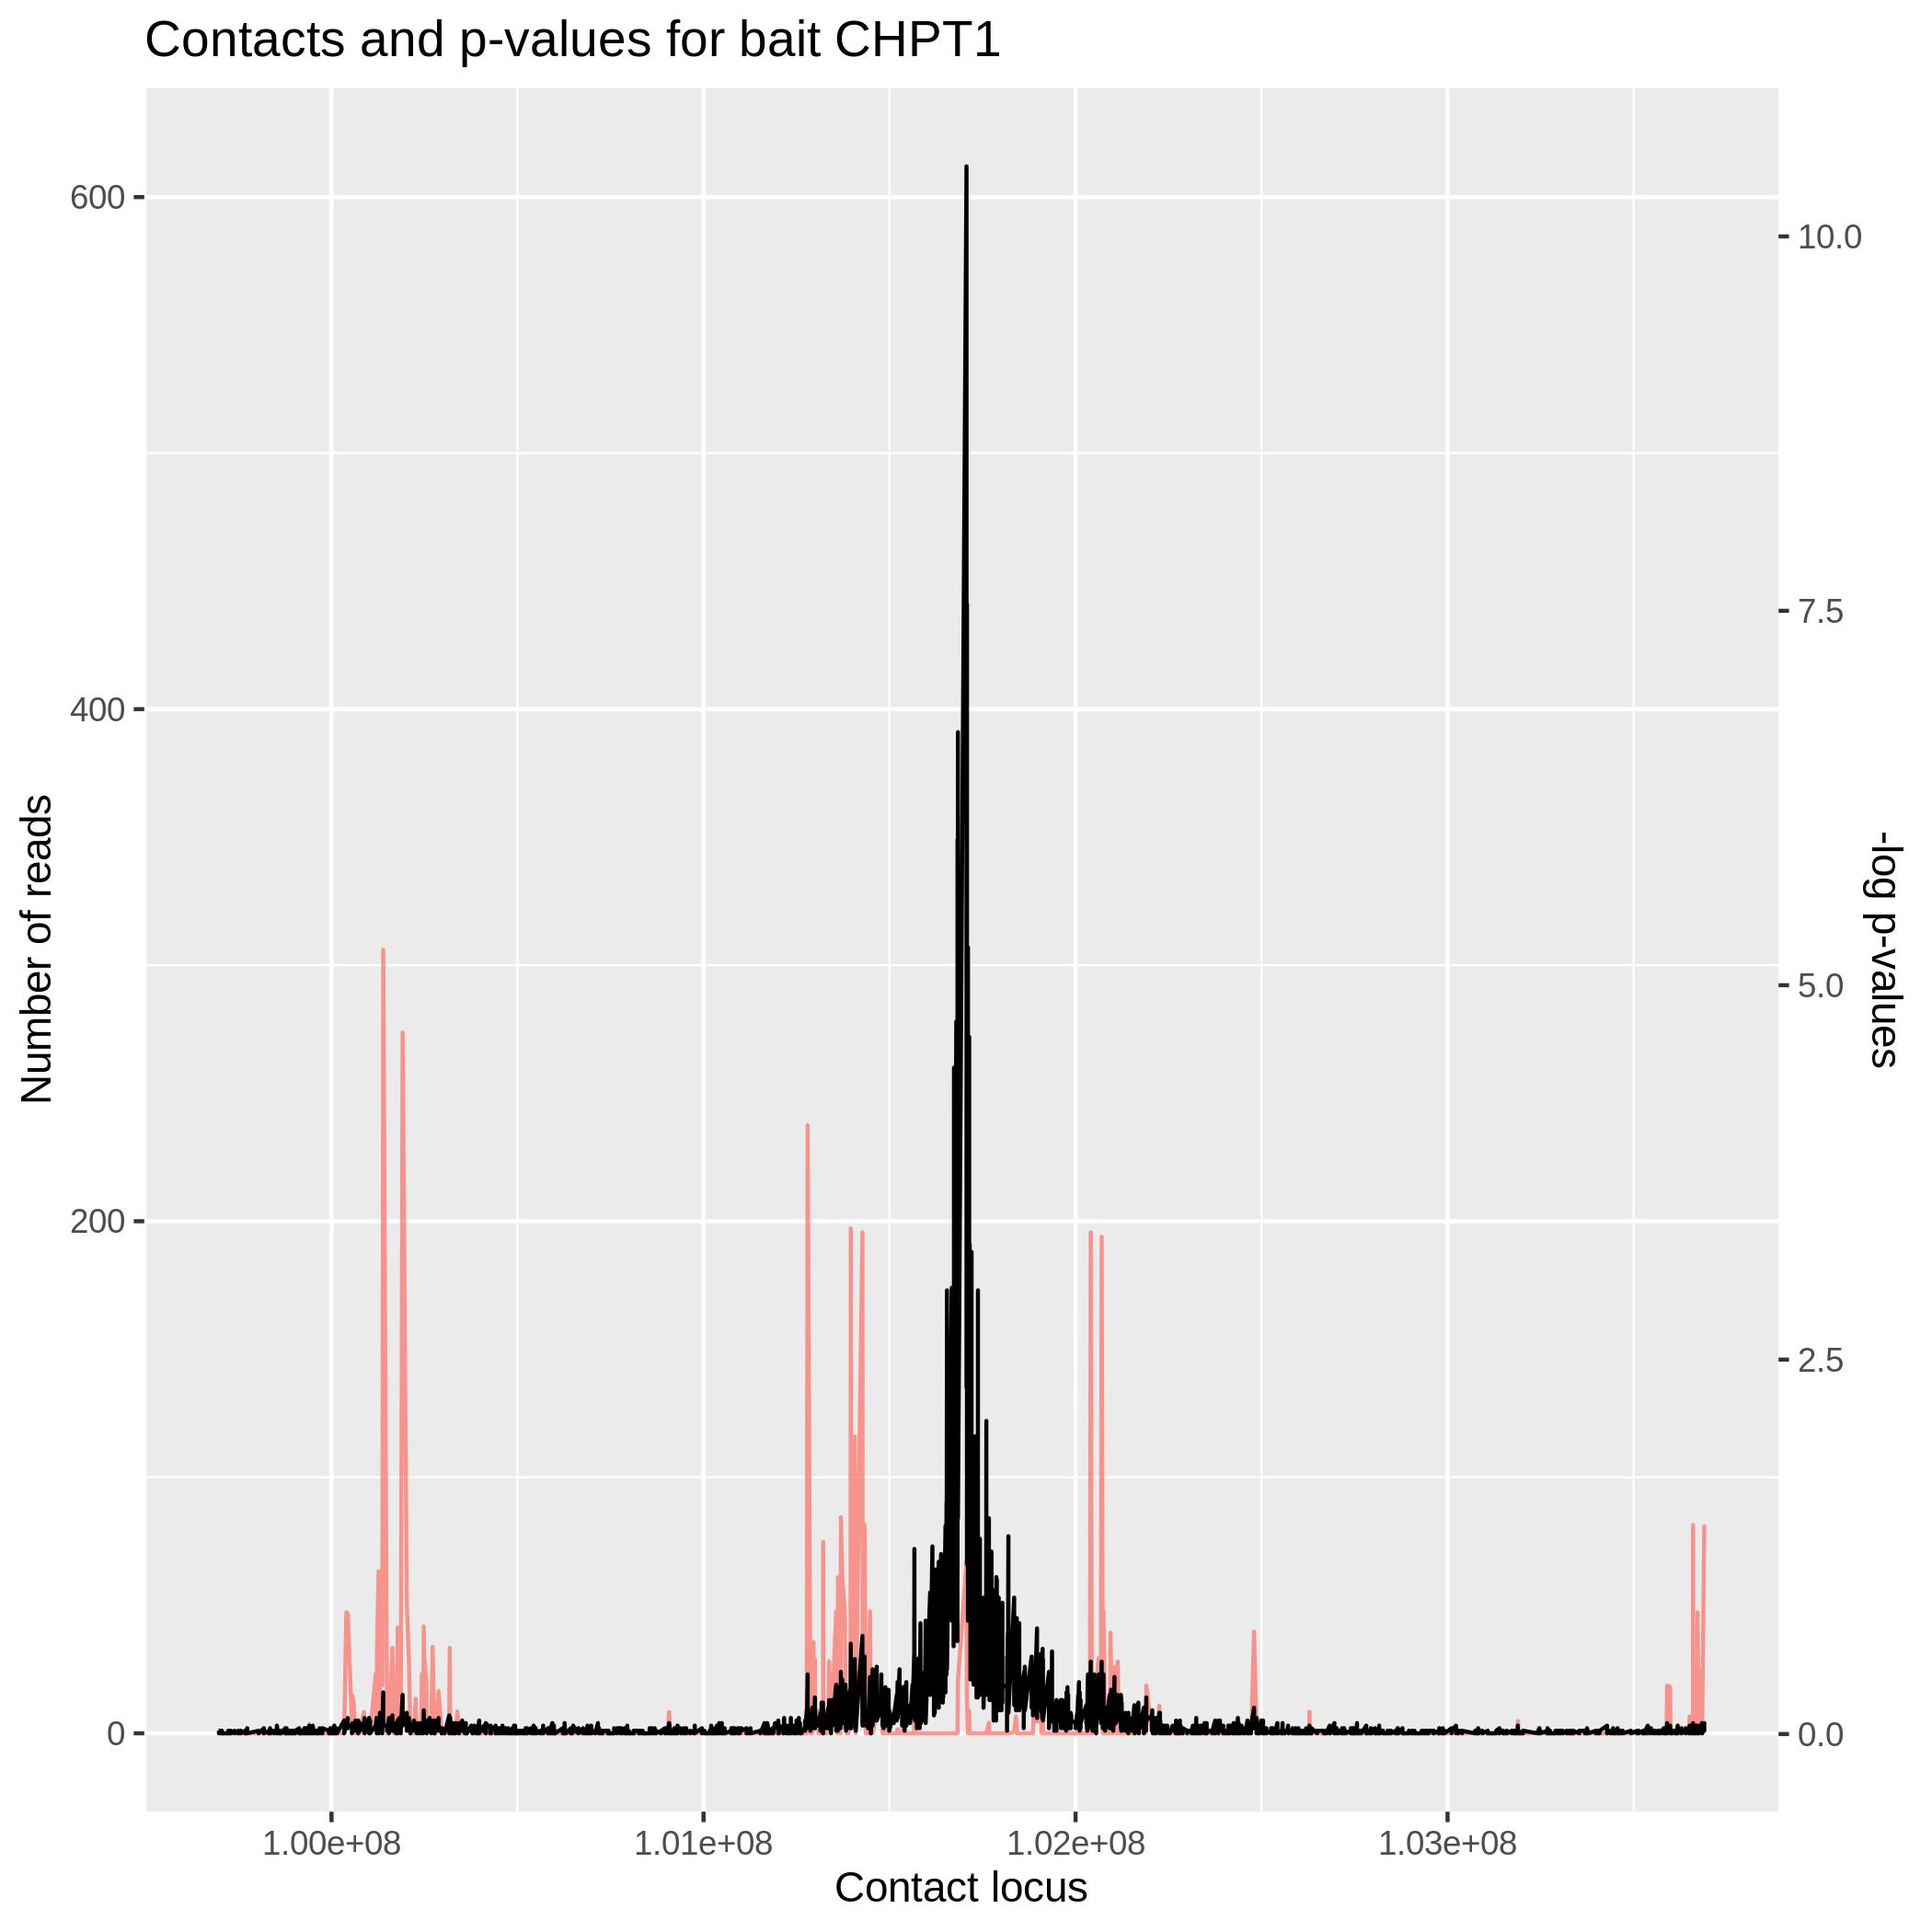 Contacts and p-values for bait CHPT1
600
400
200
0
Number of reads
10.0
7.5
5.0
2.5
0.0
-log p-values
1.00e+08
1.01e+08
1.02e+08
1.03e+08
Contact locus